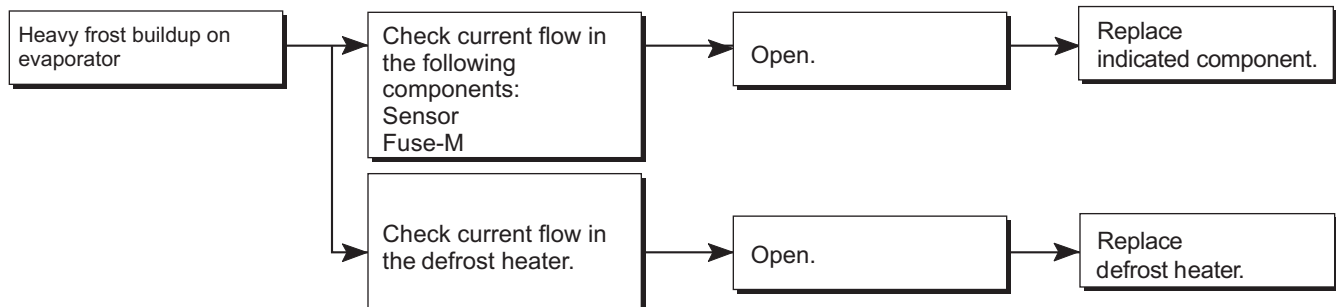 Heavy frost buildup on
evaporator
Check current flow in
the following
components:
Sensor
Fuse-M
Open.
Replace
indicated component.
Check current flow in
the defrost heater.
Open.
Replace
defrost heater.